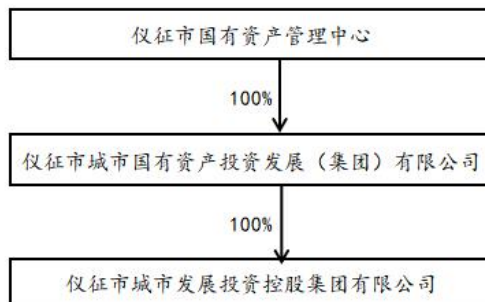 仪征市国有资产管理中心
100%
仪征市城市国有资产投资发展（集团）有限公司
100%
仪征市城市发展投资控股集团有限公司